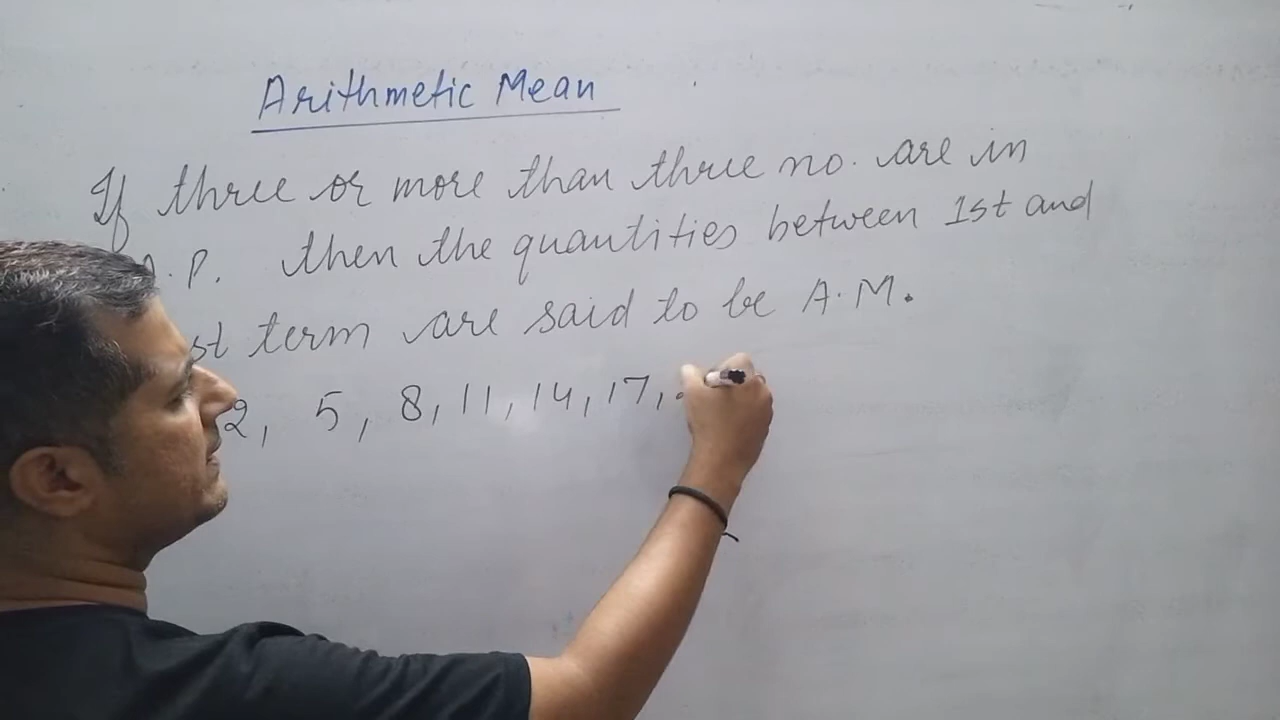 Arithmetic Mean
If three or more than three no. are in
. P. then the quantities between 1st and
st term are said to be A.M.
2, 5, 8, 11, 14, 17, .